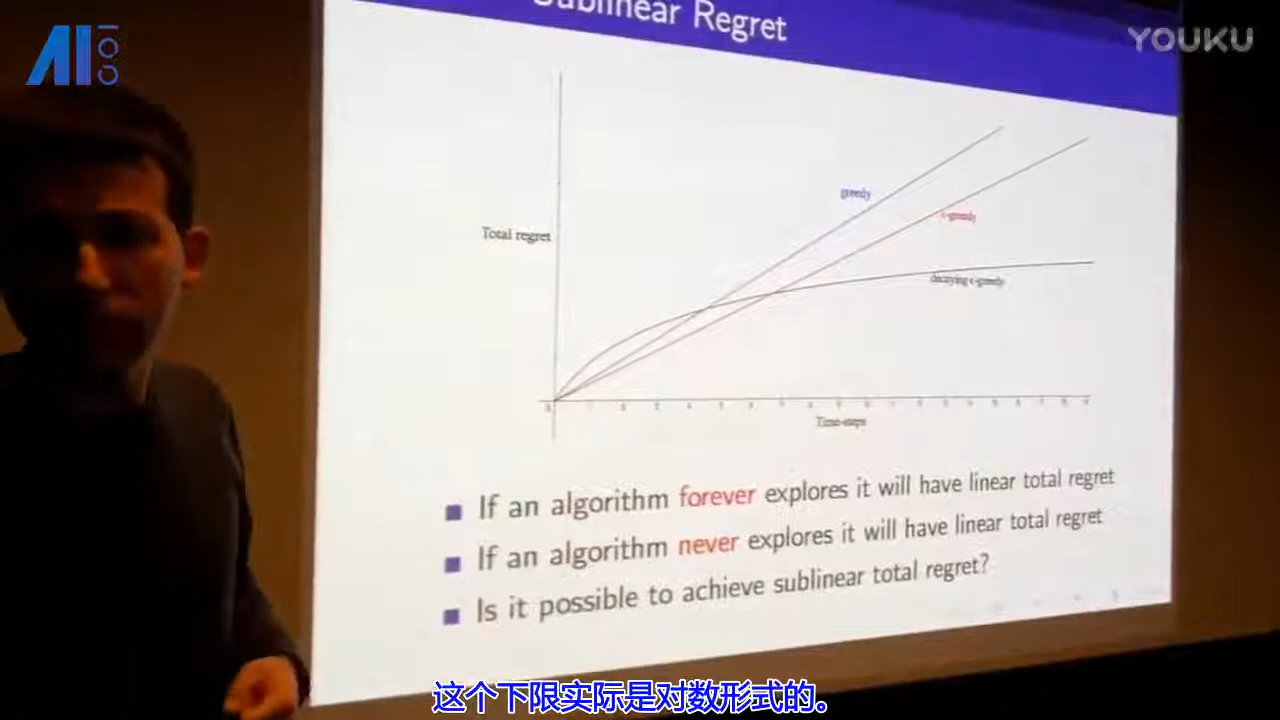 AI100
YOUKU
Sublinear Regret
greedy
ϵ-greedy
Total regret
decaying ϵ-greedy
Time-steps
If an algorithm forever explores it will have linear total regret
If an algorithm never explores it will have linear total regret
Is it possible to achieve sublinear total regret?
这个下限实际是对数形式的。